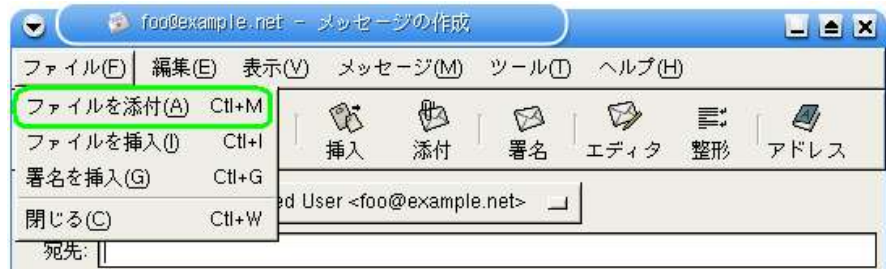 foo@example.net - メッセージの作成
ファイル(F) 編集(E) 表示(V) メッセージ(M) ツール(T) ヘルプ(H)
ファイルを添付(A) Ctl+M
ファイルを挿入(I) Ctl+I
署名を挿入(G) Ctl+G
閉じる(C) Ctl+W
挿入 添付 署名 エディタ 整形 アドレス
User <foo@example.net>
宛先: